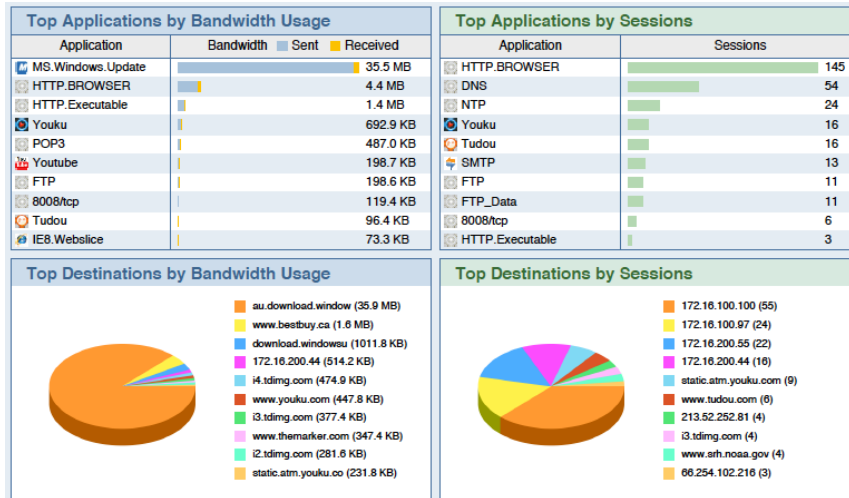 Top Applications by Bandwidth Usage
Application Bandwidth Sent Received
MS.Windows.Update 35.5 MB
HTTP.BROWSER 4.4 MB
HTTP.Executable 1.4 MB
Youku 692.9 KB
POP3 487.0 KB
Youtube 198.7 KB
FTP 198.6 KB
8008/tcp 119.4 KB
Tudou 96.4 KB
IE8.Webslice 73.3 KB
Top Applications by Sessions
Application Sessions
HTTP.BROWSER 145
DNS 54
NTP 24
Youku 16
Tudou 16
SMTP 13
FTP 11
FTP_Data 11
8008/tcp 6
HTTP.Executable 3
Top Destinations by Bandwidth Usage
au.download.window (35.9 MB)
www.bestbuy.ca (1.6 MB)
download.windowsu (1011.8 KB)
172.16.200.44 (514.2 KB)
i4.tdimg.com (474.9 KB)
www.youku.com (447.8 KB)
i3.tdimg.com (377.4 KB)
www.themarker.com (347.4 KB)
i2.tdimg.com (281.6 KB)
static.atm.youku.co (231.8 KB)
Top Destinations by Sessions
172.16.100.100 (55)
172.16.100.97 (24)
172.16.200.55 (22)
172.16.200.44 (16)
static.atm.youku.com (9)
www.tudou.com (6)
213.52.252.81 (4)
i3.tdimg.com (4)
www.srh.noaa.gov (4)
66.254.102.216 (3)